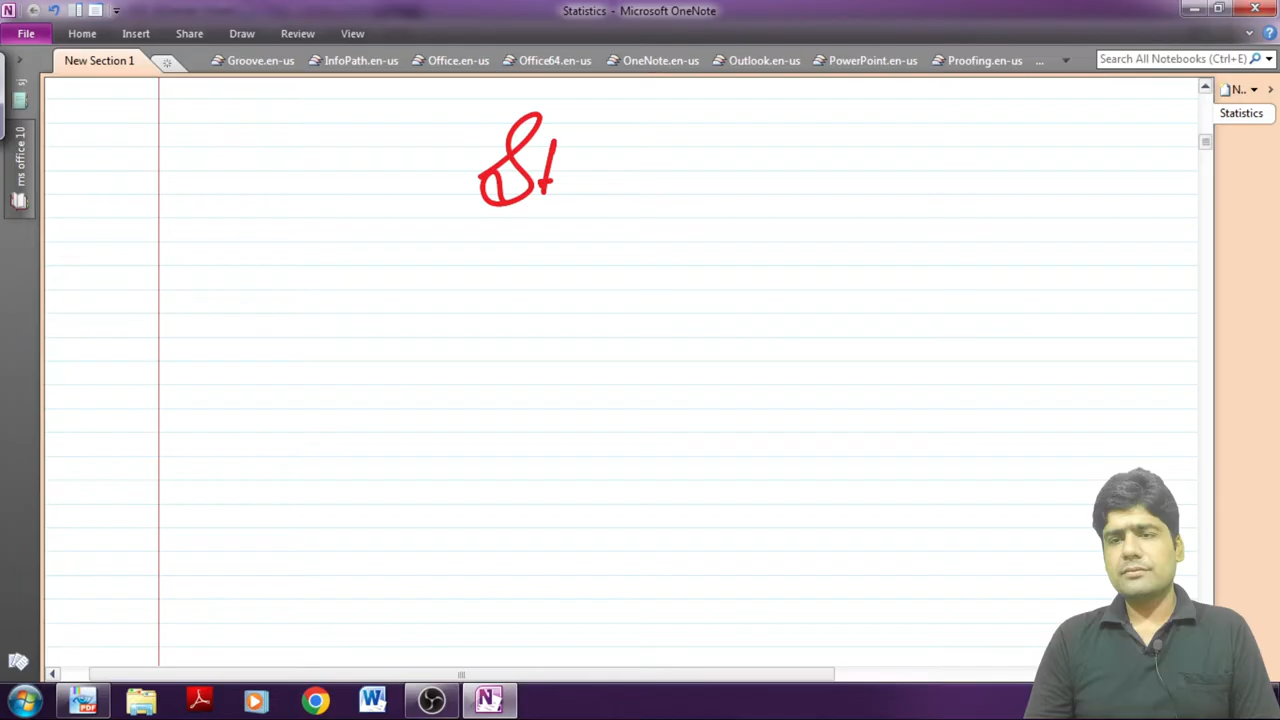 Statistics - Microsoft OneNote
File Home Insert Share Draw Review View
New Section 1 Groove.en-us InfoPath.en-us Office.en-us Office64.en-us OneNote.en-us Outlook.en-us PowerPoint.en-us Proofing.en-us ... Search All Notebooks (Ctrl+E)
N..
Statistics
sj
ms office 10
St